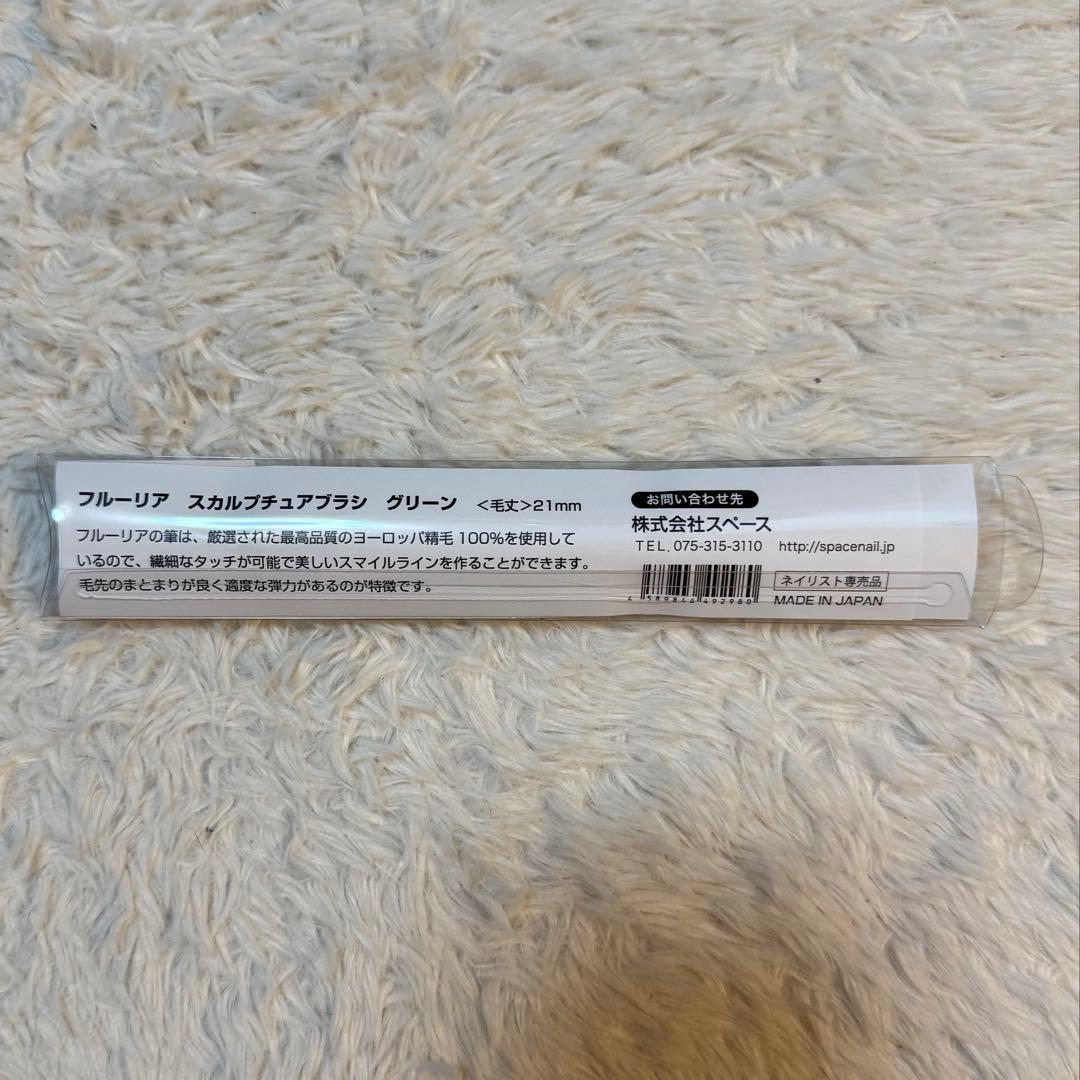 フルーリア スカルプチュアブラシ グリーン <毛丈>21mm
フルーリアの筆は、厳選された最高品質のヨーロッパ精毛 100%を使用して
いるので、繊細なタッチが可能で美しいスマイルラインを作ることができます。
毛先のまとまりが良く適度な弾力があるのが特徴です。
お問い合わせ先
株式会社スペース
TEL. 075-315-3110 http://spacenail.jp
ネイリスト専売品
4 589846 492980
MADE IN JAPAN